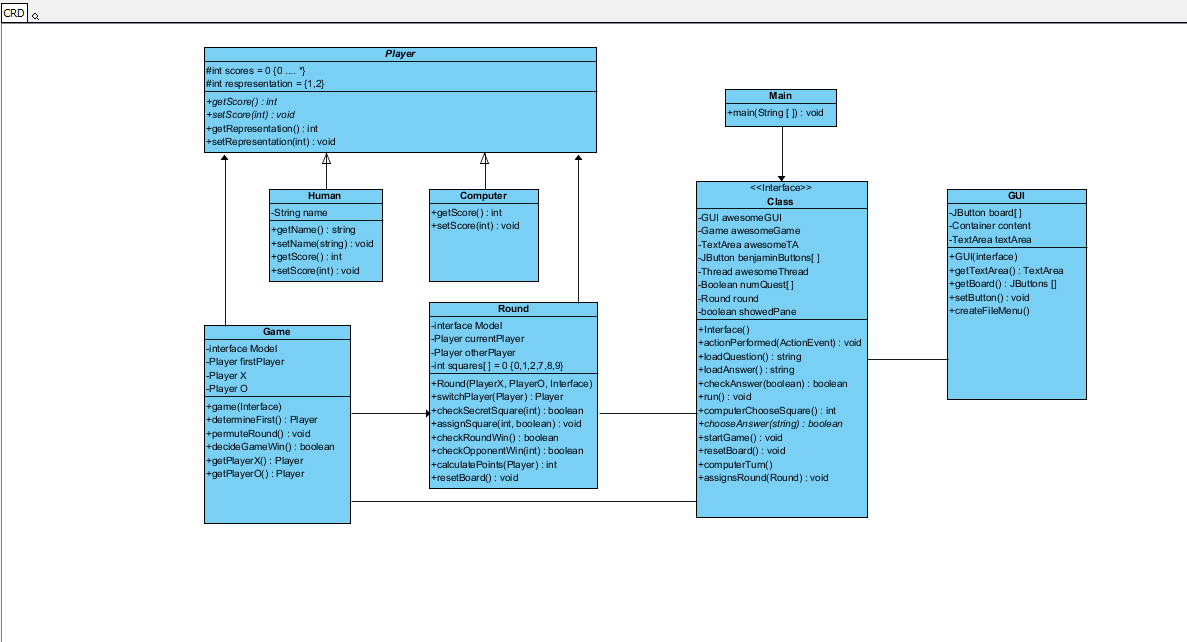 CRD
Player
#int scores = 0 {0 .... *}
#int respresentation = {1,2}
+getScore() : int
+setScore(int) : void
+getRepresentation() : int
+setRepresentation(int) : void
Main
+main(String [ ]) : void
Human
-String name
+getName() : string
+setName(string) : void
+getScore() : int
+setScore(int) : void
Computer
+getScore() : int
+setScore(int) : void
<<Interface>>
Class
-GUI awesomeGUI
-Game awesomeGame
-TextArea awesomeTA
-JButton benjaminButtons[ ]
-Thread awesomeThread
-Boolean numQuest[ ]
-Round round
-boolean showedPane
+Interface()
+actionPerformed(ActionEvent) : void
+loadQuestion() : string
+loadAnswer() : string
+checkAnswer(boolean) : boolean
+run() : void
+computerChooseSquare() : int
+chooseAnswer(string) : boolean
+startGame() : void
+resetBoard() : void
+computerTurn()
+assignsRound(Round) : void
GUI
-JButton board[ ]
-Container content
-TextArea textArea
+GUI(interface)
+getTextArea() : TextArea
+getBoard() : JButtons []
+setButton() : void
+createFileMenu()
Game
-interface Model
-Player firstPlayer
-Player X
-Player O
+game(Interface)
+determineFirst() : Player
+permuteRound() : void
+decideGameWin() : boolean
+getPlayerX() : Player
+getPlayerO() : Player
Round
-interface Model
-Player currentPlayer
-Player otherPlayer
-int squares[ ] = 0 {0,1,2,7,8,9}
+Round(PlayerX, PlayerO, Interface)
+switchPlayer(Player) : Player
+checkSecretSquare(int) : boolean
+assignSquare(int, boolean) : void
+checkRoundWin() : boolean
+checkOpponentWin(int) : boolean
+calculatePoints(Player) : int
+resetBoard() : void